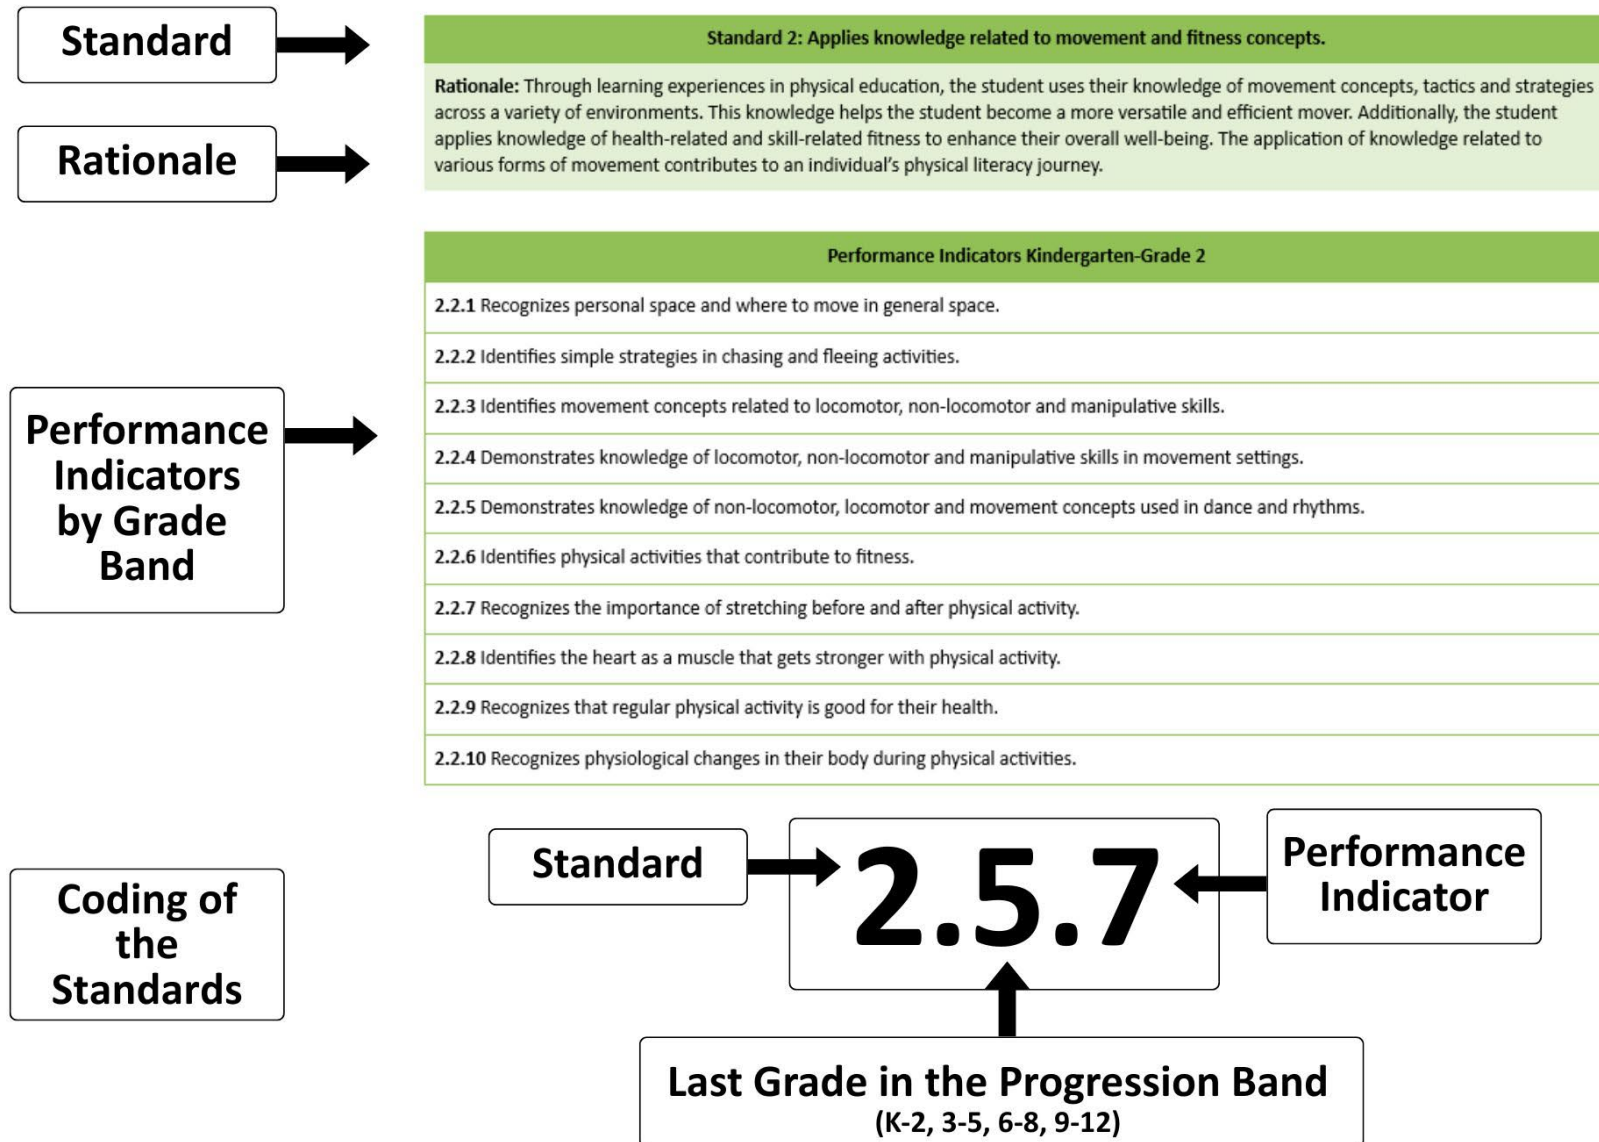 Standard
Standard 2: Applies knowledge related to movement and fitness concepts.
Rationale
Rationale: Through learning experiences in physical education, the student uses their knowledge of movement concepts, tactics and strategies
across a variety of environments. This knowledge helps the student become a more versatile and efficient mover. Additionally, the student
applies knowledge of health-related and skill-related fitness to enhance their overall well-being. The application of knowledge related to
various forms of movement contributes to an individual's physical literacy journey.
Performance
Indicators
by Grade
Band
Performance Indicators Kindergarten-Grade 2
2.2.1 Recognizes personal space and where to move in general space.
2.2.2 Identifies simple strategies in chasing and fleeing activities.
2.2.3 Identifies movement concepts related to locomotor, non-locomotor and manipulative skills.
2.2.4 Demonstrates knowledge of locomotor, non-locomotor and manipulative skills in movement settings.
2.2.5 Demonstrates knowledge of non-locomotor, locomotor and movement concepts used in dance and rhythms.
2.2.6 Identifies physical activities that contribute to fitness.
2.2.7 Recognizes the importance of stretching before and after physical activity.
2.2.8 Identifies the heart as a muscle that gets stronger with physical activity.
2.2.9 Recognizes that regular physical activity is good for their health.
2.2.10 Recognizes physiological changes in their body during physical activities.
Coding of
the
Standards
Standard
2.5.7
Performance
Indicator
Last Grade in the Progression Band
(K-2, 3-5, 6-8, 9-12)